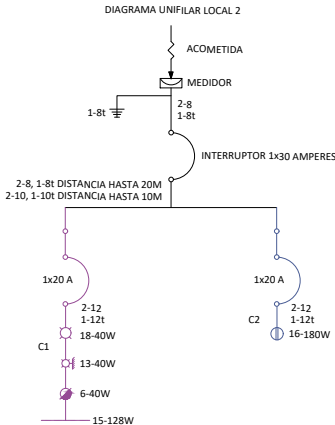 DIAGRAMA UNIFILAR LOCAL 2
ACOMETIDA
MEDIDOR
1-8t
2-8
1-8t
INTERRUPTOR 1x30 AMPERES
2-8, 1-8t DISTANCIA HASTA 20M
2-10, 1-10t DISTANCIA HASTA 10M
1x20 A
2-12
1-12t
C1
18-40W
13-40W
6-40W
15-128W
1x20 A
2-12
1-12t
C2
16-180W